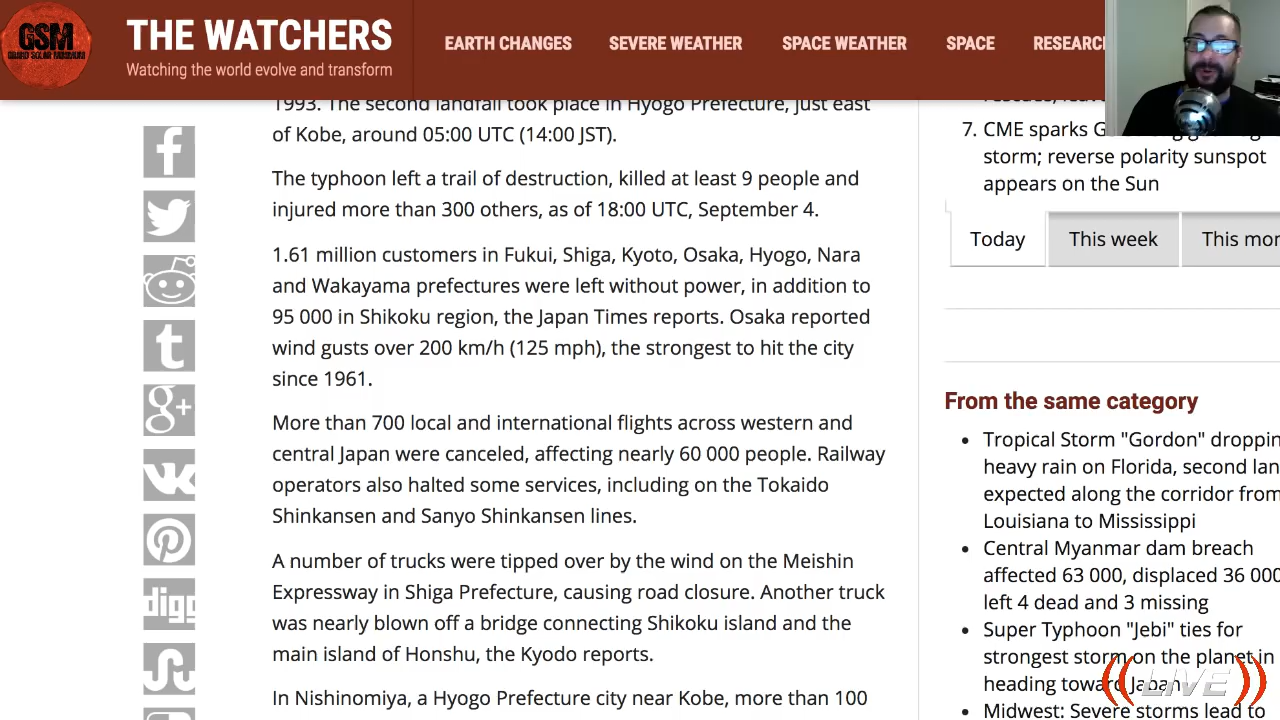 GSM
THE WATCHERS
Watching the world evolve and transform
EARTH CHANGES
SEVERE WEATHER
SPACE WEATHER
SPACE
RESEARC
1993. The second landfall took place in Hyogo Prefecture, just east
of Kobe, around 05:00 UTC (14:00 JST).
The typhoon left a trail of destruction, killed at least 9 people and
injured more than 300 others, as of 18:00 UTC, September 4.
1.61 million customers in Fukui, Shiga, Kyoto, Osaka, Hyogo, Nara
and Wakayama prefectures were left without power, in addition to
95 000 in Shikoku region, the Japan Times reports. Osaka reported
wind gusts over 200 km/h (125 mph), the strongest to hit the city
since 1961.
More than 700 local and international flights across western and
central Japan were canceled, affecting nearly 60 000 people. Railway
operators also halted some services, including on the Tokaido
Shinkansen and Sanyo Shinkansen lines.
A number of trucks were tipped over by the wind on the Meishin
Expressway in Shiga Prefecture, causing road closure. Another truck
was nearly blown off a bridge connecting Shikoku island and the
main island of Honshu, the Kyodo reports.
In Nishinomiya, a Hyogo Prefecture city near Kobe, more than 100
7. CME sparks
storm; reverse polarity sunspot
appears on the Sun
Today
This week
This mon
From the same category
• Tropical Storm "Gordon" droppin
heavy rain on Florida, second lan
expected along the corridor from
Louisiana to Mississippi
• Central Myanmar dam breach
affected 63 000, displaced 36 000
left 4 dead and 3 missing
• Super Typhoon "Jebi" ties for
strongest storm on the planet in
heading toward Japan
• Midwest: Severe storms lead to
LIVE
digg